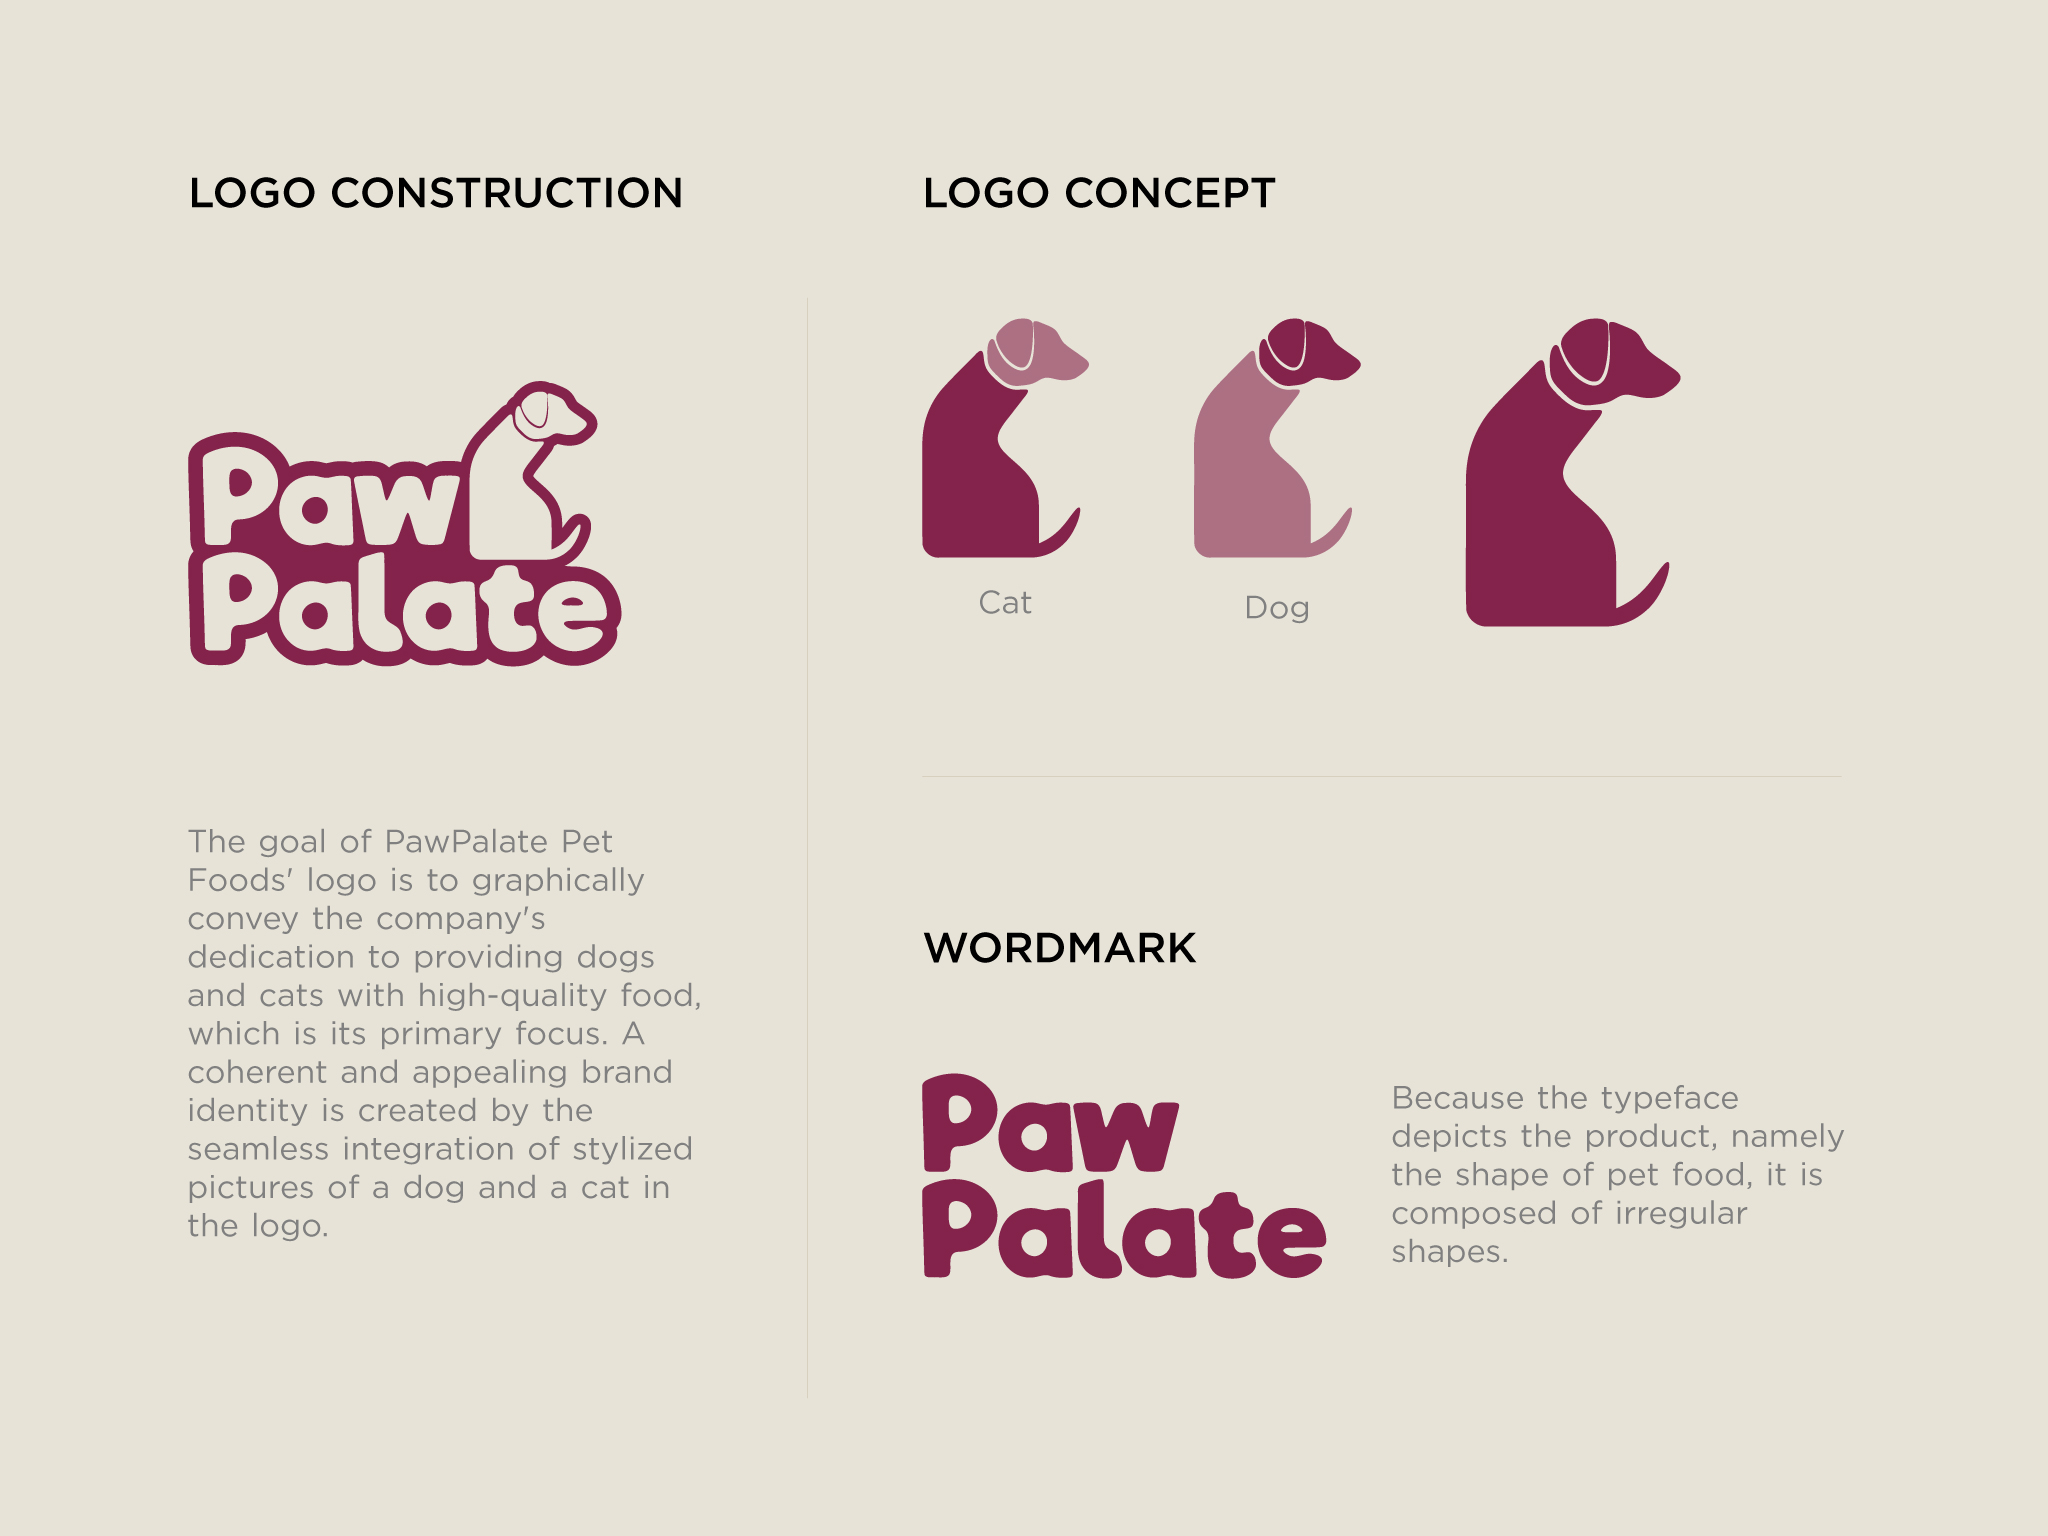 LOGO CONSTRUCTION
Paw
Palate
The goal of PawPalate Pet
Foods' logo is to graphically
convey the company's
dedication to providing dogs
and cats with high-quality food,
which is its primary focus. A
coherent and appealing brand
identity is created by the
seamless integration of stylized
pictures of a dog and a cat in
the logo.
LOGO CONCEPT
Cat
Dog
WORDMARK
Paw
Palate
Because the typeface
depicts the product, namely
the shape of pet food, it is
composed of irregular
shapes.